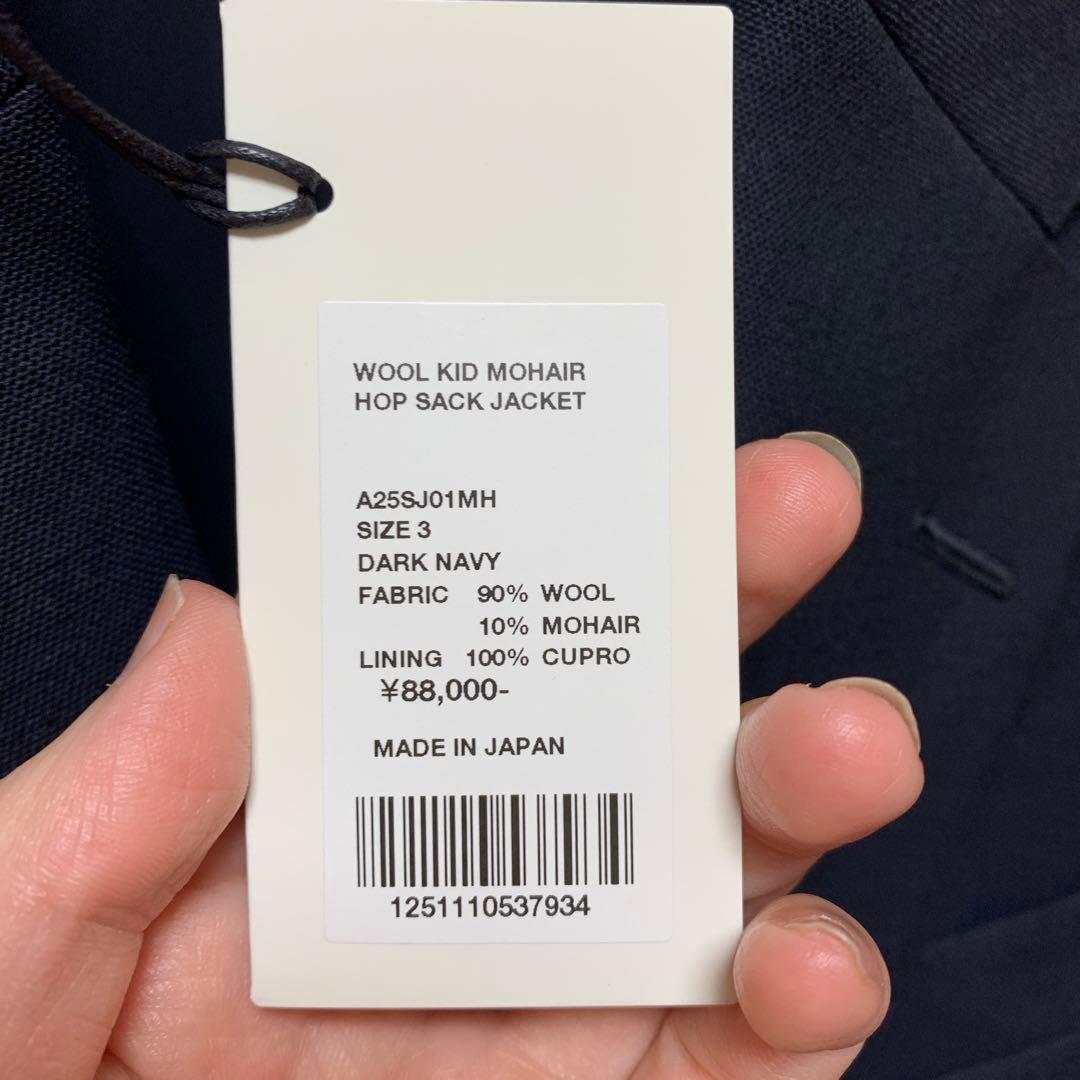 WOOL KID MOHAIR
HOP SACK JACKET
A25SJ01MH
SIZE 3
DARK NAVY
FABRIC 90% WOOL
10% MOHAIR
LINING 100% CUPRO
¥88,000-
MADE IN JAPAN
1251110537934